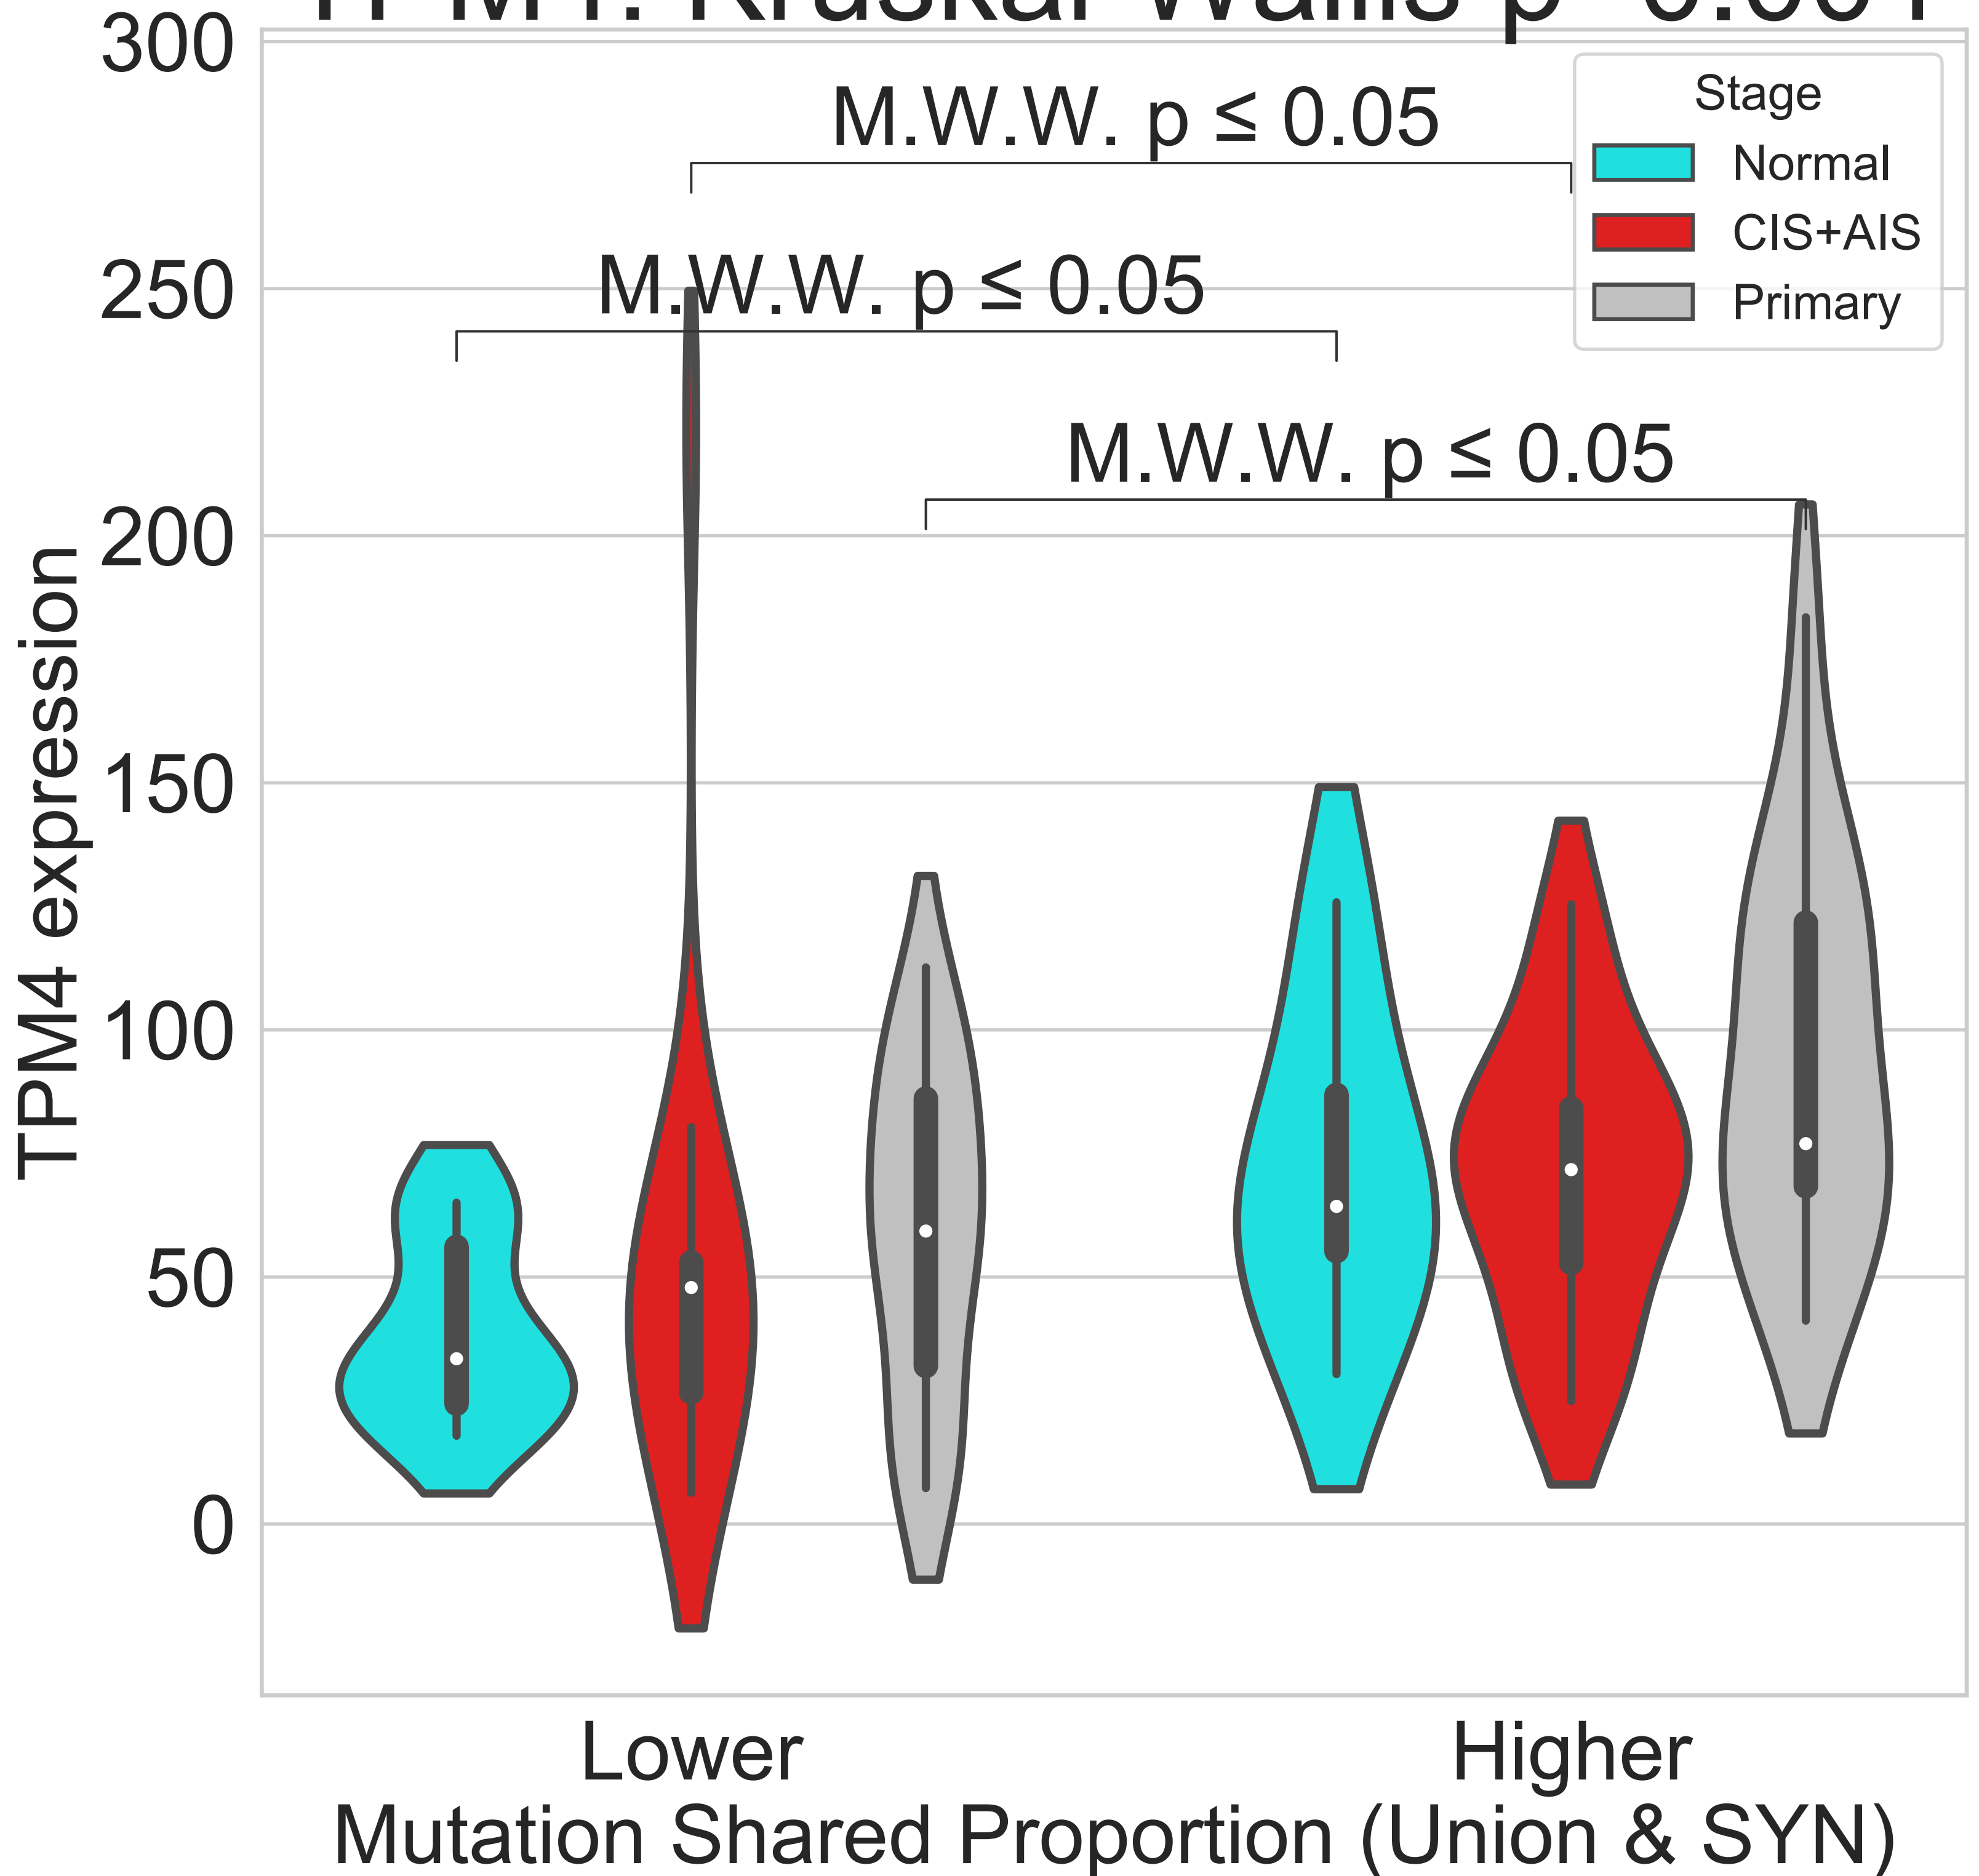 300
M.W.W. p ≤ 0.05
Stage
Normal
CIS+AIS
Primary
250
M.W.W. p ≤ 0.05
M.W.W. p ≤ 0.05
200
150
100
50
0
TPM4 expression
Lower
Higher
Mutation Shared Proportion (Union & SYN)